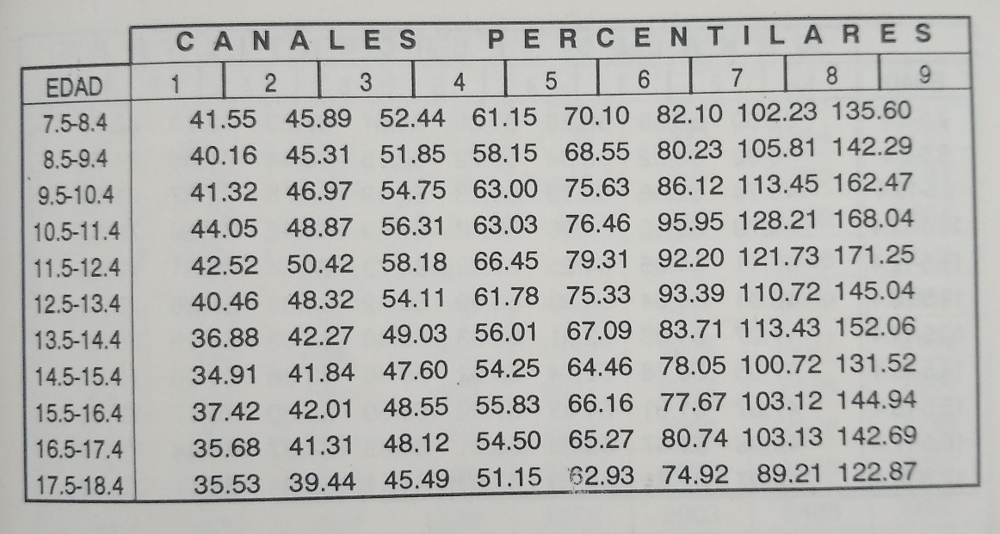 CANALES PERCENTILARES
EDAD 1 2 3 4 5 6 7 8 9
7.5-8.4 41.55 45.89 52.44 61.15 70.10 82.10 102.23 135.60
8.5-9.4 40.16 45.31 51.85 58.15 68.55 80.23 105.81 142.29
9.5-10.4 41.32 46.97 54.75 63.00 75.63 86.12 113.45 162.47
10.5-11.4 44.05 48.87 56.31 63.03 76.46 95.95 128.21 168.04
11.5-12.4 42.52 50.42 58.18 66.45 79.31 92.20 121.73 171.25
12.5-13.4 40.46 48.32 54.11 61.78 75.33 93.39 110.72 145.04
13.5-14.4 36.88 42.27 49.03 56.01 67.09 83.71 113.43 152.06
14.5-15.4 34.91 41.84 47.60 54.25 64.46 78.05 100.72 131.52
15.5-16.4 37.42 42.01 48.55 55.83 66.16 77.67 103.12 144.94
16.5-17.4 35.68 41.31 48.12 54.50 65.27 80.74 103.13 142.69
17.5-18.4 35.53 39.44 45.49 51.15 62.93 74.92 89.21 122.87